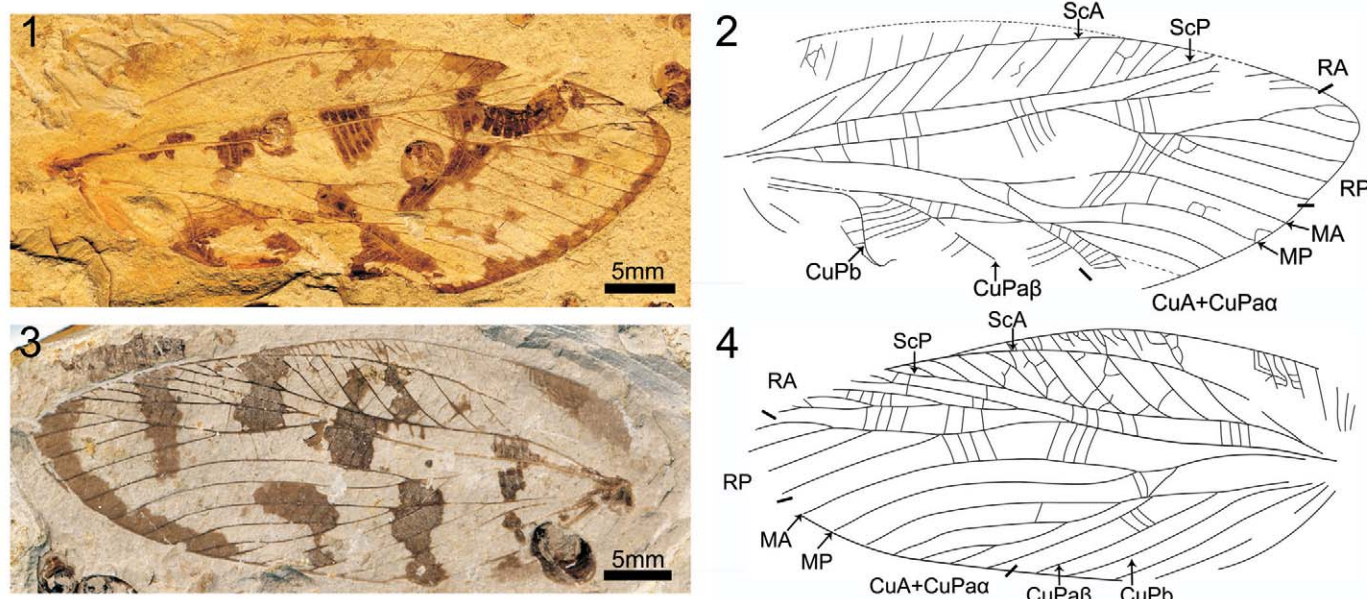 1
5mm
2
ScA
ScP
RA
RP
MA
MP
CuPb
CuPaβ
CuA+CuPaα
3
5mm
4
ScA
ScP
RA
RP
MA
MP
CuA+CuPaα
CuPaβ
CuPb